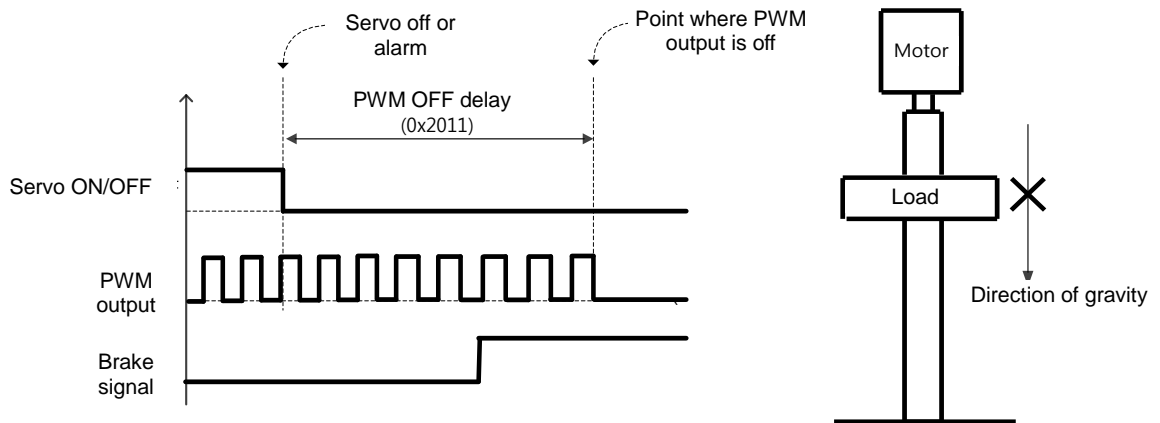 Servo off or
alarm
Point where PWM
output is off
PWM OFF delay
(0x2011)
Servo ON/OFF
:
PWM
output
Brake
signal
Motor
Load
Direction of gravity